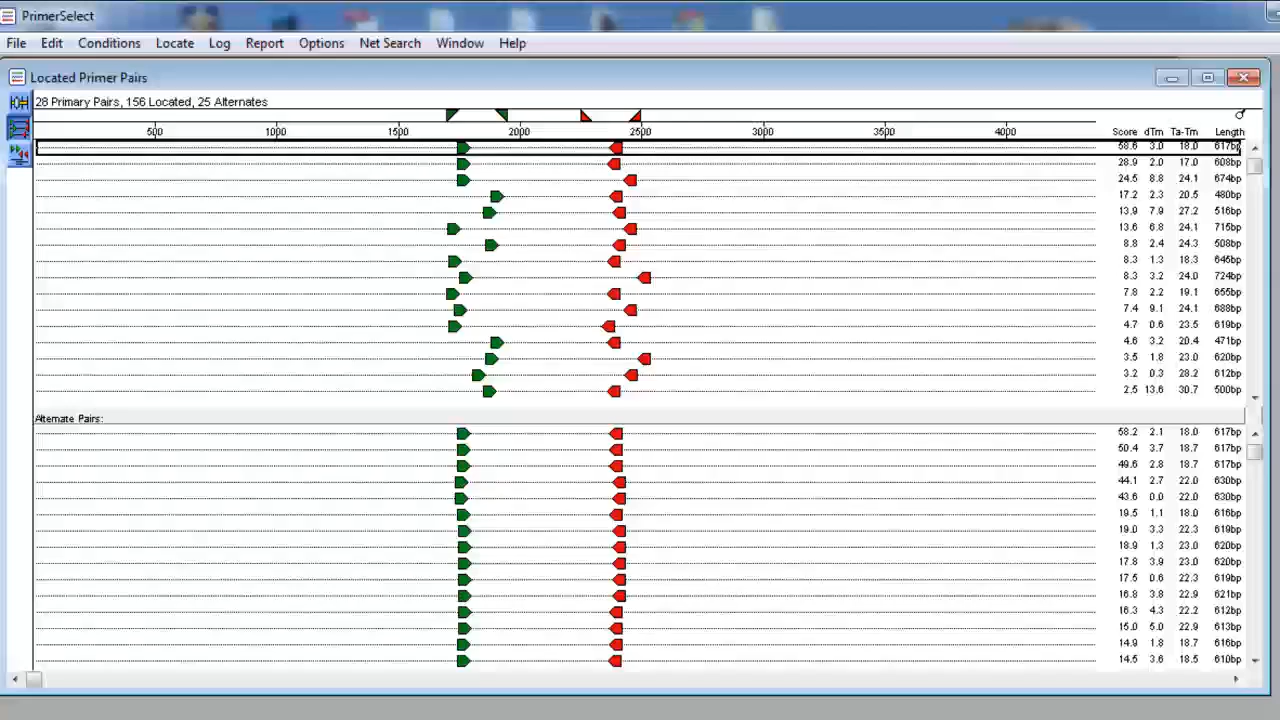 PrimerSelect
File Edit Conditions Locate Log Report Options Net Search Window Help
Located Primer Pairs
28 Primary Pairs, 156 Located, 25 Alternates
500 1000 1500 2000 2500 3000 3500 4000 Score dTm Ta-Tm Length
58.6 3.0 18.0 617bp
28.9 2.0 17.0 608bp
24.5 8.8 24.1 674bp
17.2 2.3 20.5 480bp
13.9 7.9 27.2 516bp
13.6 6.8 24.1 715bp
8.8 2.4 24.3 508bp
8.3 1.3 18.3 645bp
8.3 3.2 24.0 724bp
7.8 2.2 19.1 655bp
7.4 9.1 24.1 688bp
4.7 0.6 23.5 619bp
4.6 3.2 20.4 471bp
3.5 1.8 23.0 620bp
3.2 0.3 28.2 612bp
2.5 13.6 30.7 500bp
Alternate Pairs:
58.2 2.1 18.0 617bp
50.4 3.7 18.7 617bp
49.6 2.8 18.7 617bp
44.1 2.7 22.0 630bp
43.6 0.0 22.0 630bp
19.5 1.1 18.0 616bp
19.0 3.3 22.3 619bp
18.9 1.3 23.0 620bp
17.8 3.9 23.0 620bp
17.5 0.6 22.3 619bp
16.8 3.8 22.9 621bp
16.3 4.3 22.2 612bp
15.0 5.0 22.9 613bp
14.9 1.8 18.7 616bp
14.5 3.6 18.5 610bp